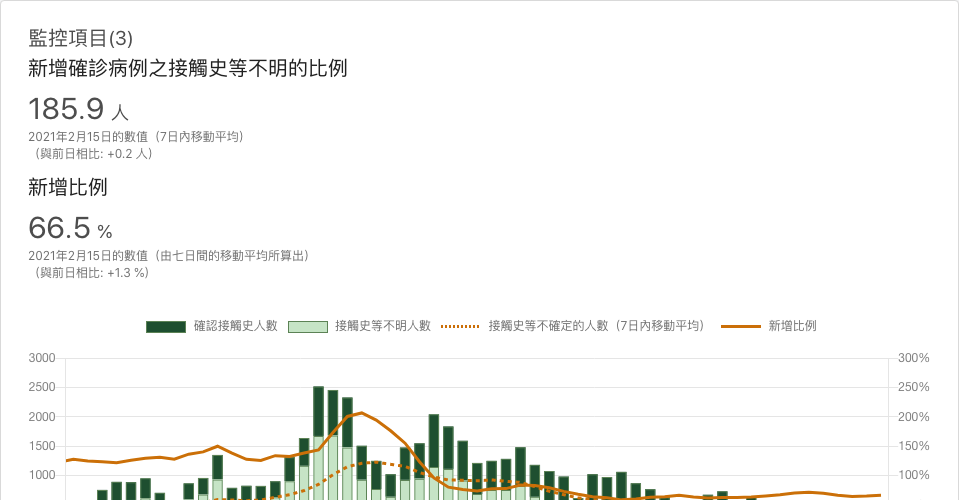 監控項目(3)
新增確診病例之接觸史等不明的比例
185.9 人
2021年2月15日的數值（7日內移動平均）
（與前日相比: +0.2 人）
新增比例
66.5 %
2021年2月15日的數值（由七日間的移動平均所算出）
（與前日相比: +1.3 %）
確認接觸史人數 接觸史等不明人數 接觸史等不確定的人數（7日內移動平均） 新增比例
3000 300%
2500 250%
2000 200%
1500 150%
1000 100%